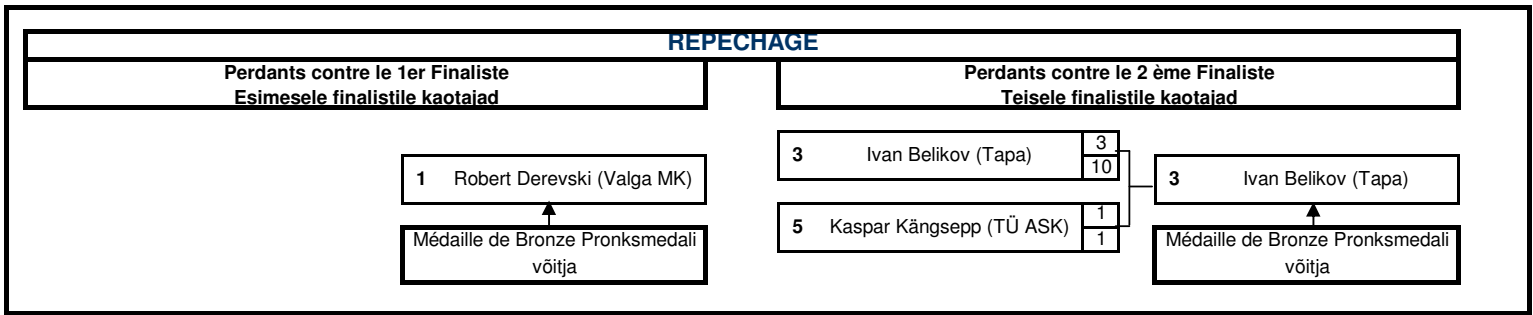 REPECHAGE
Perdants contre le 1er Finaliste
Esimesele finalistile kaotajad
Perdants contre le 2 ème Finaliste
Teisele finalistile kaotajad
1 Robert Derevski (Valga MK)
Médaille de Bronze Pronksmedali
võitja
3 Ivan Belikov (Tapa) 3
10
5 Kaspar Kängsepp (TÜ ASK) 1
1
3 Ivan Belikov (Tapa)
Médaille de Bronze Pronksmedali
võitja